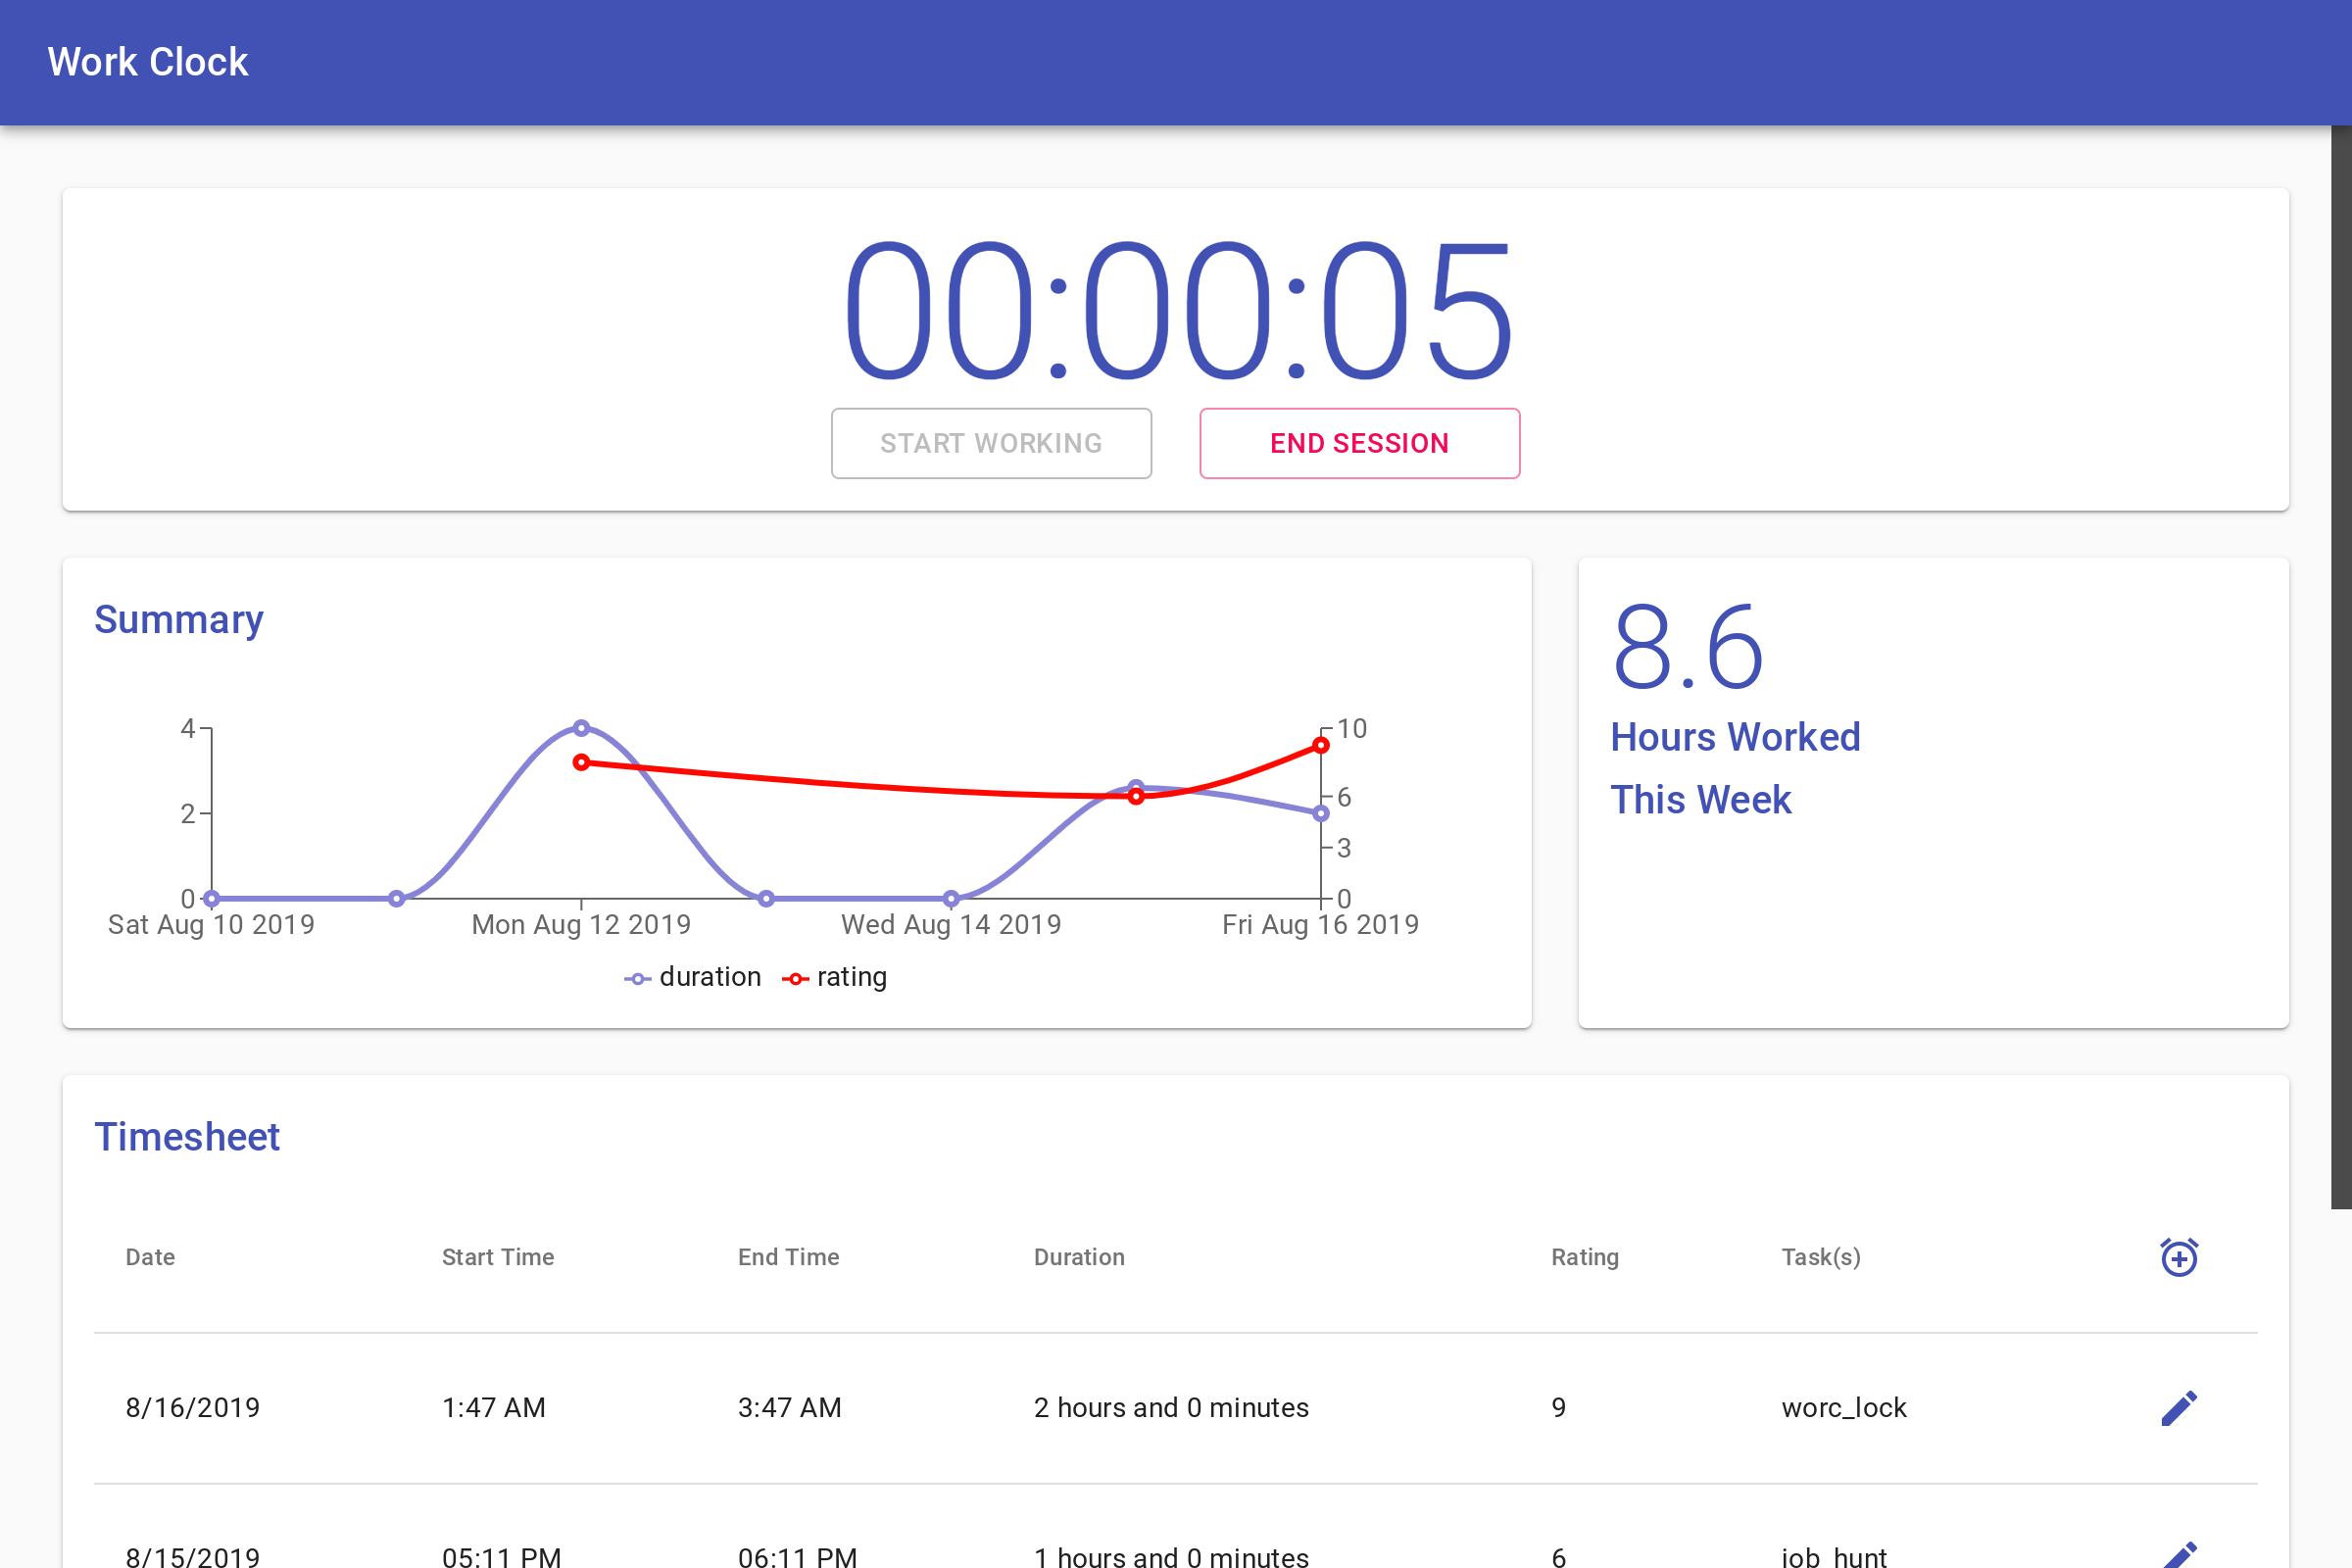 Work Clock
00:00:05
START WORKING END SESSION
Summary
4
2
0
10
6
3
0
Sat Aug 10 2019 Mon Aug 12 2019 Wed Aug 14 2019 Fri Aug 16 2019
duration rating
8.6
Hours Worked
This Week
Timesheet
Date Start Time End Time Duration Rating Task(s)
8/16/2019 1:47 AM 3:47 AM 2 hours and 0 minutes 9 worc_lock
8/15/2019 05:11 PM 06:11 PM 1 hours and 0 minutes 6 job_hunt